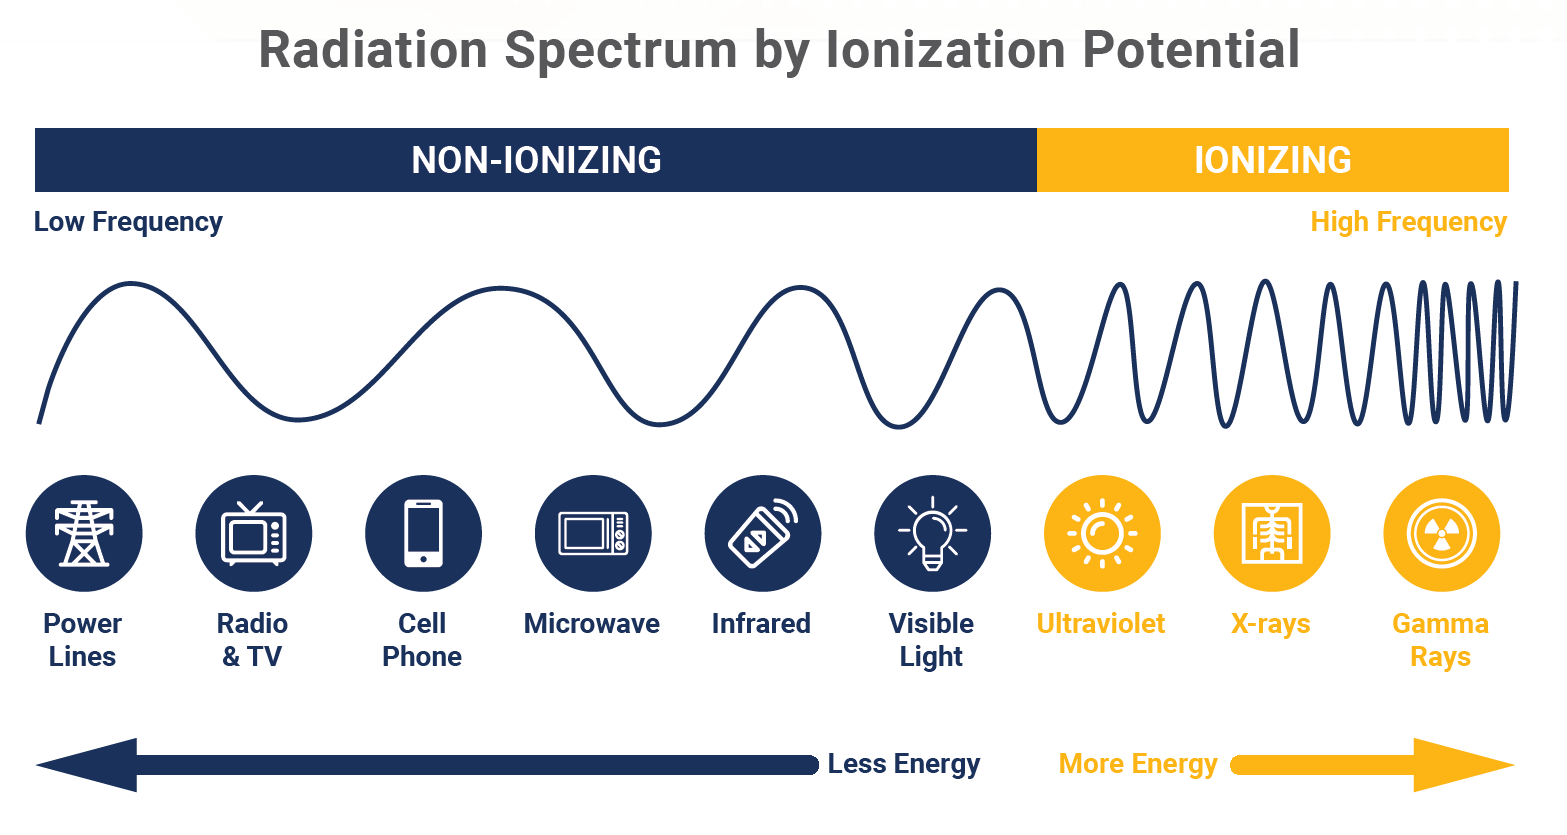 Radiation Spectrum by Ionization Potential
NON-IONIZING
IONIZING
Low Frequency
High Frequency
Power
Lines
Radio
& TV
Cell
Phone
Microwave
Infrared
Visible
Light
Ultraviolet
X-rays
Gamma
Rays
Less Energy
More Energy